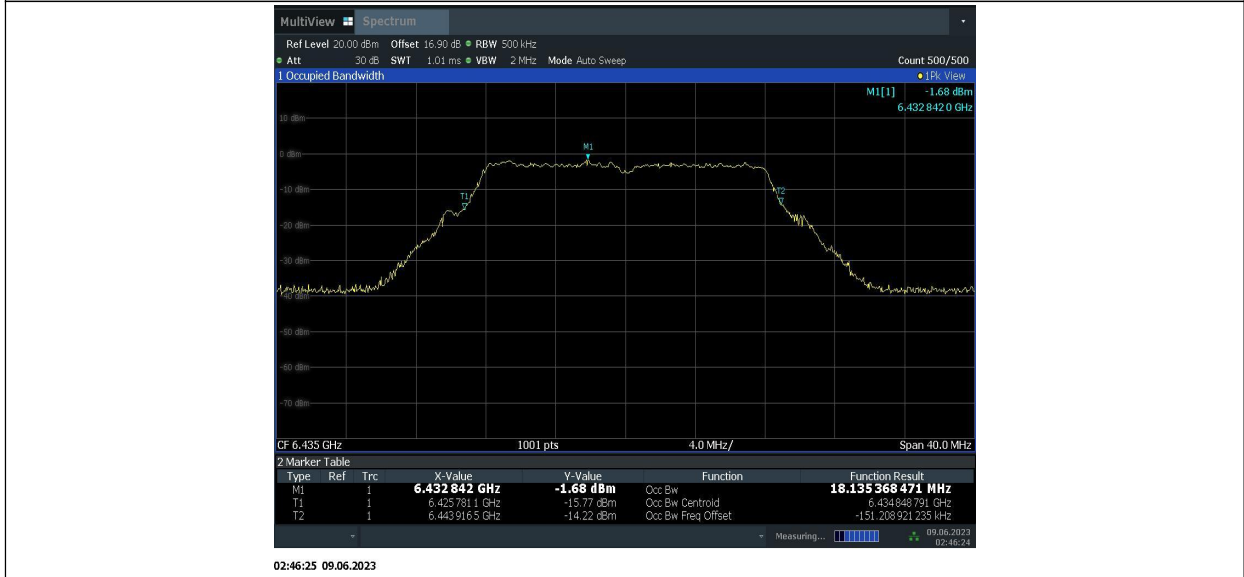 MultiView Spectrum
Ref Level 20.00 dBm Offset 16.90 dB RBW 500 kHz
Att 30 dB SWT 1.01 ms VBW 2 MHz Mode Auto Sweep Count 500/500
1 Occupied Bandwidth 1Pk View
M1[1] -1.68 dBm
6.432 842 0 GHz
10 dBm
0 dBm
M1
-10 dBm
T1
T2
-20 dBm
-30 dBm
-40 dBm
-50 dBm
-60 dBm
-70 dBm
CF 6.435 GHz 1001 pts 4.0 MHz/ Span 40.0 MHz
2 Marker Table
Type Ref Trc X-Value Y-Value Function Function Result
M1 1 6.432 842 GHz -1.68 dBm Occ Bw 18.135 368 471 MHz
T1 1 6.425 781 1 GHz -15.77 dBm Occ Bw Centroid 6.434 848 791 GHz
T2 1 6.443 916 5 GHz -14.22 dBm Occ Bw Freq Offset -151.208 921 235 kHz
Measuring... 09.06.2023
02:46:24
02:46:25 09.06.2023